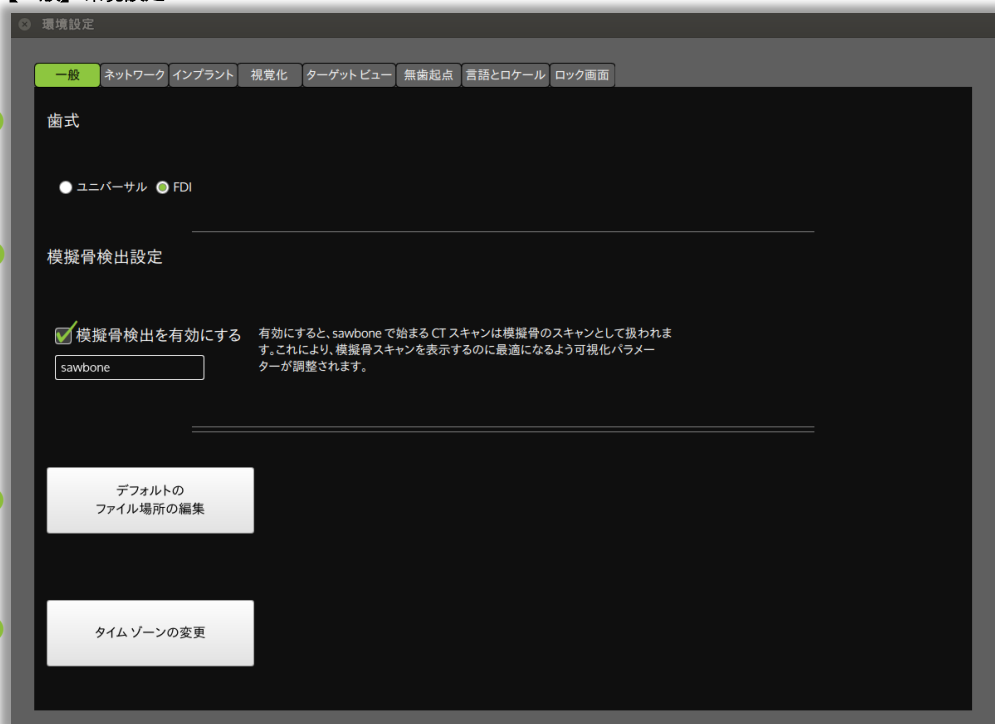 環境設定
一般 ネットワーク インプラント 視覚化 ターゲットビュー 無歯起点 言語とロケール ロック画面
歯式
ユニバーサル FDI
模擬骨検出設定
模擬骨検出を有効にする
有効にすると、sawbone で始まる CT スキャンは模擬骨のスキャンとして扱われま
す。これにより、模擬骨スキャンを表示するのに最適になるよう可視化パラメー
ターが調整されます。
sawbone
デフォルトの
ファイル場所の編集
タイム ゾーンの変更